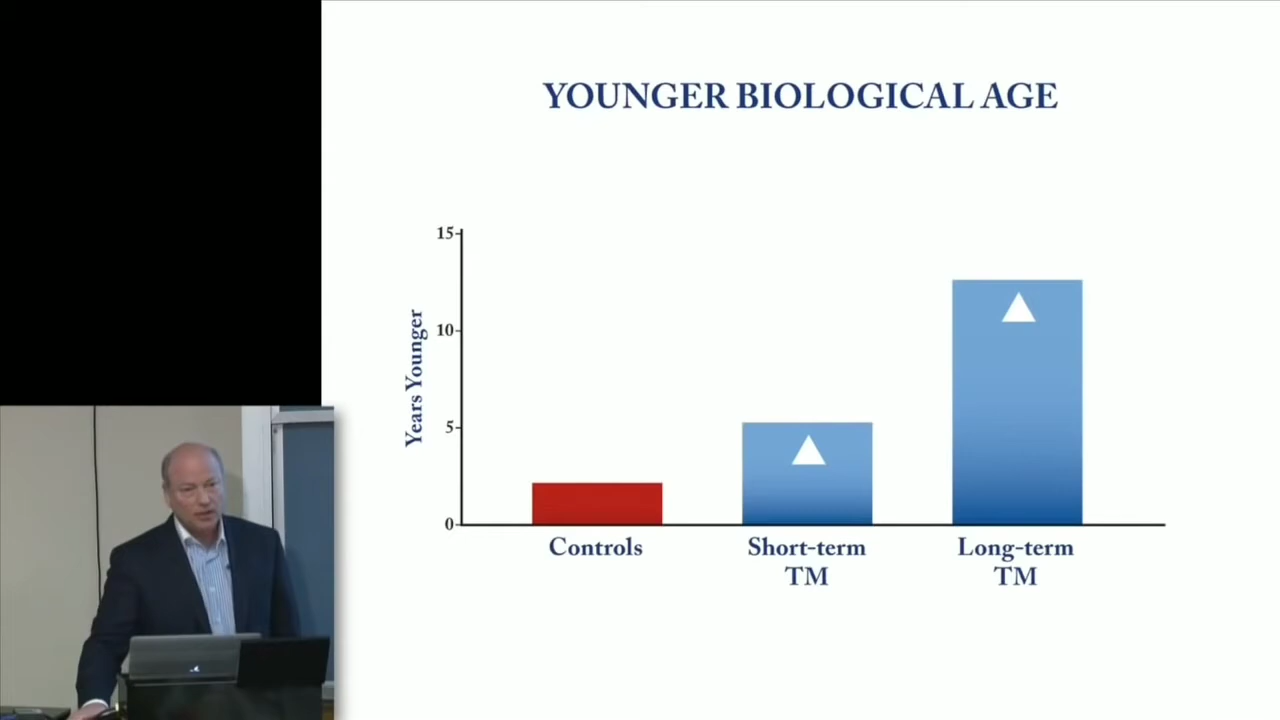 YOUNGER BIOLOGICAL AGE
Years Younger
15
10
5
0
Controls
Short-term
TM
Long-term
TM